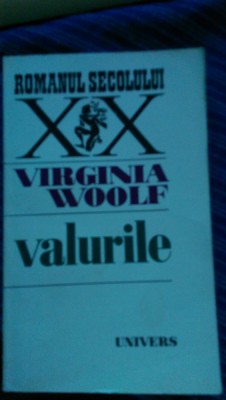 ROMANUL SECOLULUI
XX
VIRGINIA
WOOLF
valurile
UNIVERS